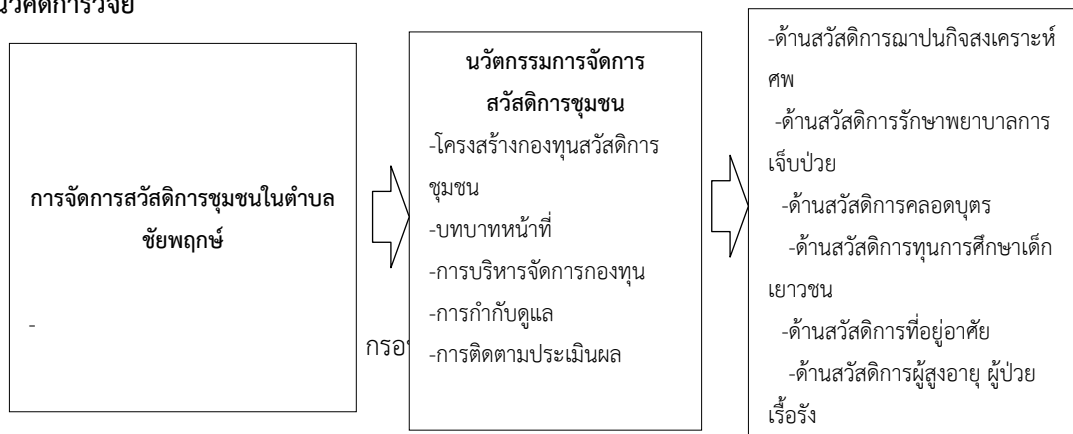 การจัดการสวัสดิการชุมชนในตำบล
ชัยพฤกษ์
-
นวัตกรรมการจัดการ
สวัสดิการชุมชน
-โครงสร้างกองทุนสวัสดิการ
ชุมชน
-บทบาทหน้าที่
-การบริหารจัดการกองทุน
-การกำกับดูแล
-การติดตามประเมินผล
-ด้านสวัสดิการฌาปนกิจสงเคราะห์
ศพ
-ด้านสวัสดิการรักษาพยาบาลการ
เจ็บป่วย
-ด้านสวัสดิการคลอดบุตร
-ด้านสวัสดิการทุนการศึกษาเด็ก
เยาวชน
-ด้านสวัสดิการที่อยู่อาศัย
-ด้านสวัสดิการผู้สูงอายุ ผู้ป่วย
เรื้อรัง